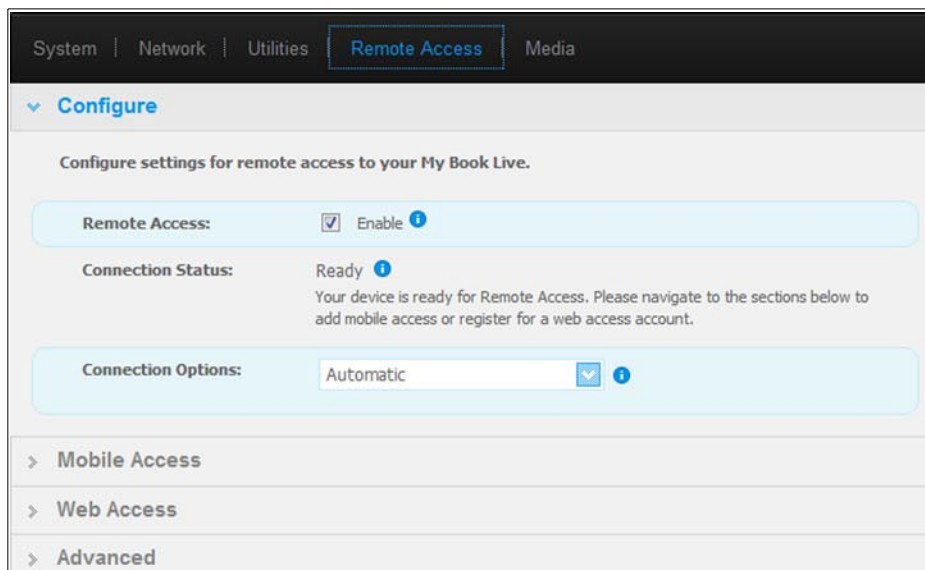 System | Network | Utilities | Remote Access | Media
Configure
Configure settings for remote access to your My Book Live.
Remote Access: Enable
Connection Status: Ready
Your device is ready for Remote Access. Please navigate to the sections below to
add mobile access or register for a web access account.
Connection Options: Automatic
Mobile Access
Web Access
Advanced